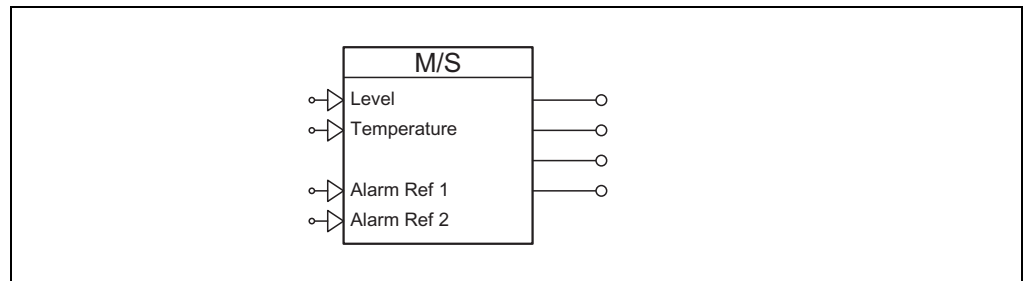 M/S
Level
Temperature
Alarm Ref 1
Alarm Ref 2